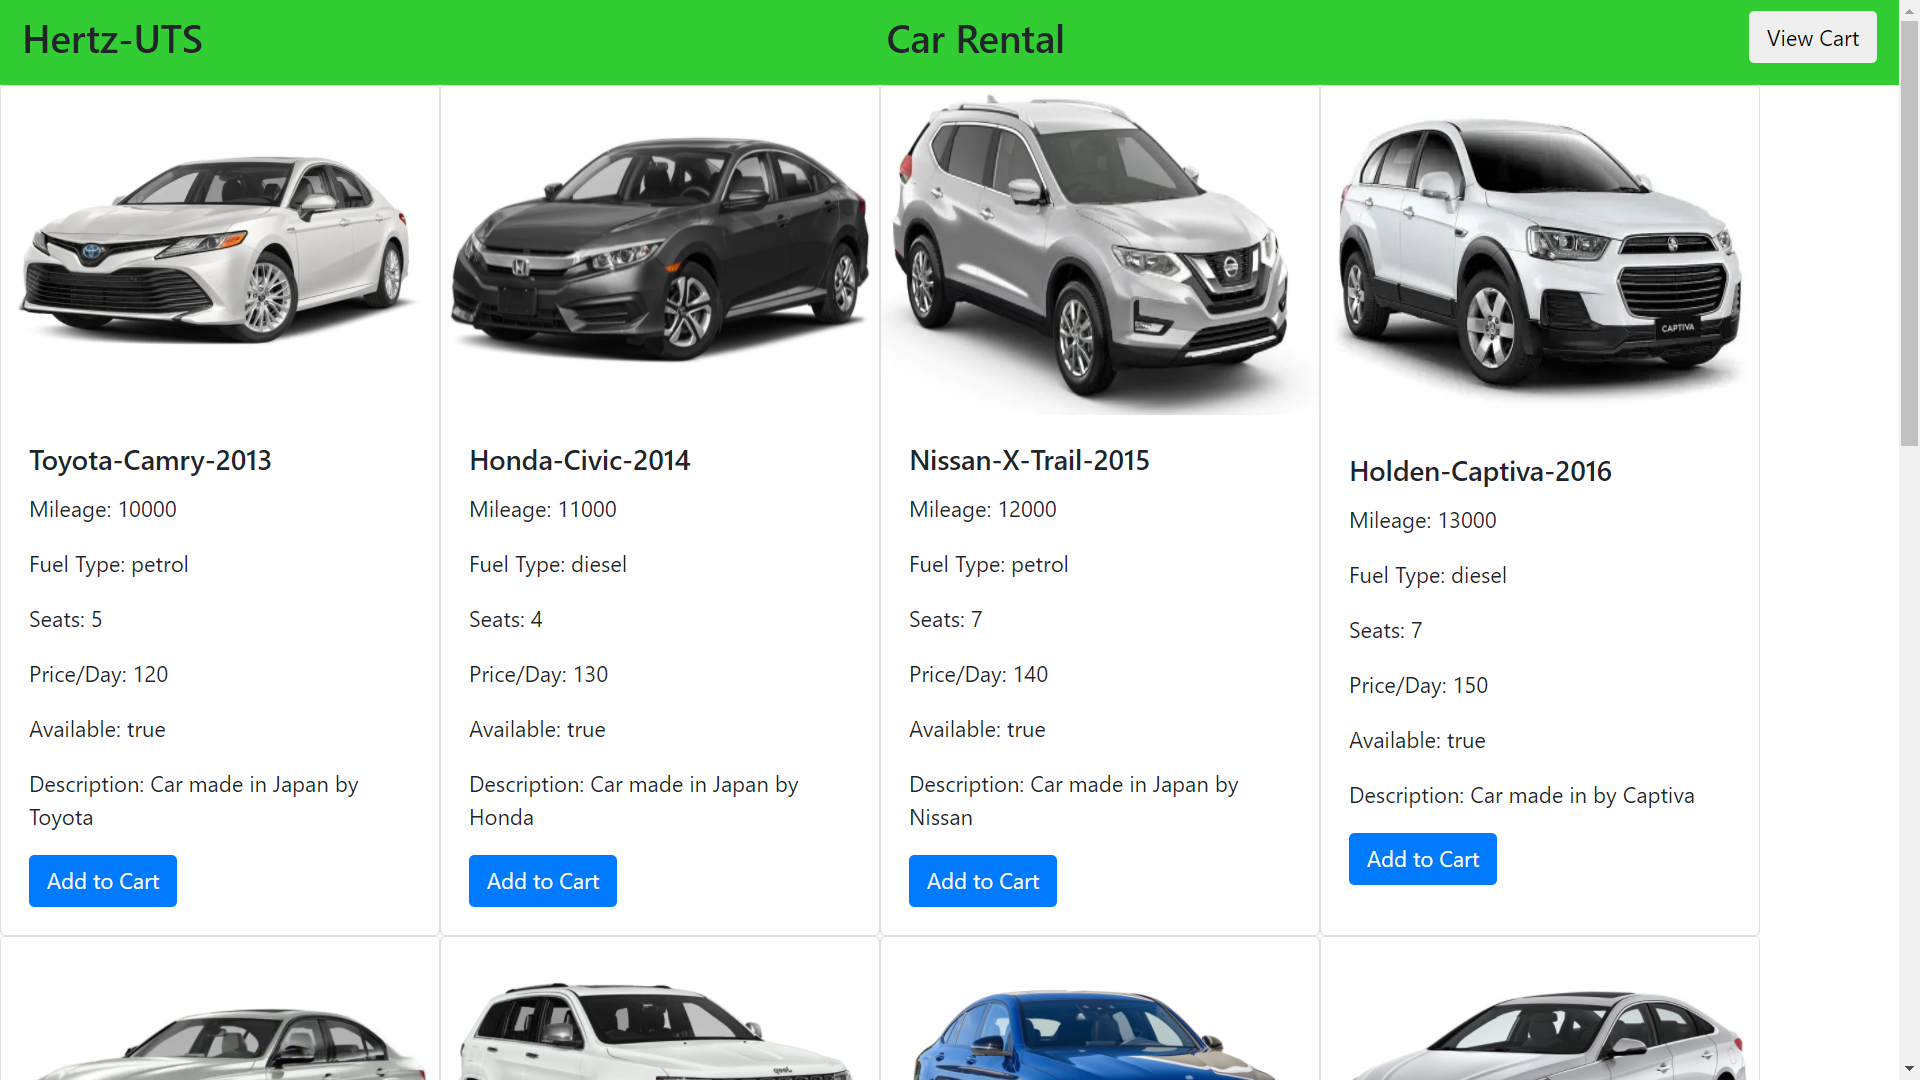 Hertz-UTS
Car Rental
View Cart
CAPTIVA
Toyota-Camry-2013
Mileage: 10000
Fuel Type: petrol
Seats: 5
Price/Day: 120
Available: true
Description: Car made in Japan by
Toyota
Add to Cart
Honda-Civic-2014
Mileage: 11000
Fuel Type: diesel
Seats: 4
Price/Day: 130
Available: true
Description: Car made in Japan by
Honda
Add to Cart
Nissan-X-Trail-2015
Mileage: 12000
Fuel Type: petrol
Seats: 7
Price/Day: 140
Available: true
Description: Car made in Japan by
Nissan
Add to Cart
Holden-Captiva-2016
Mileage: 13000
Fuel Type: diesel
Seats: 7
Price/Day: 150
Available: true
Description: Car made in by Captiva
Add to Cart